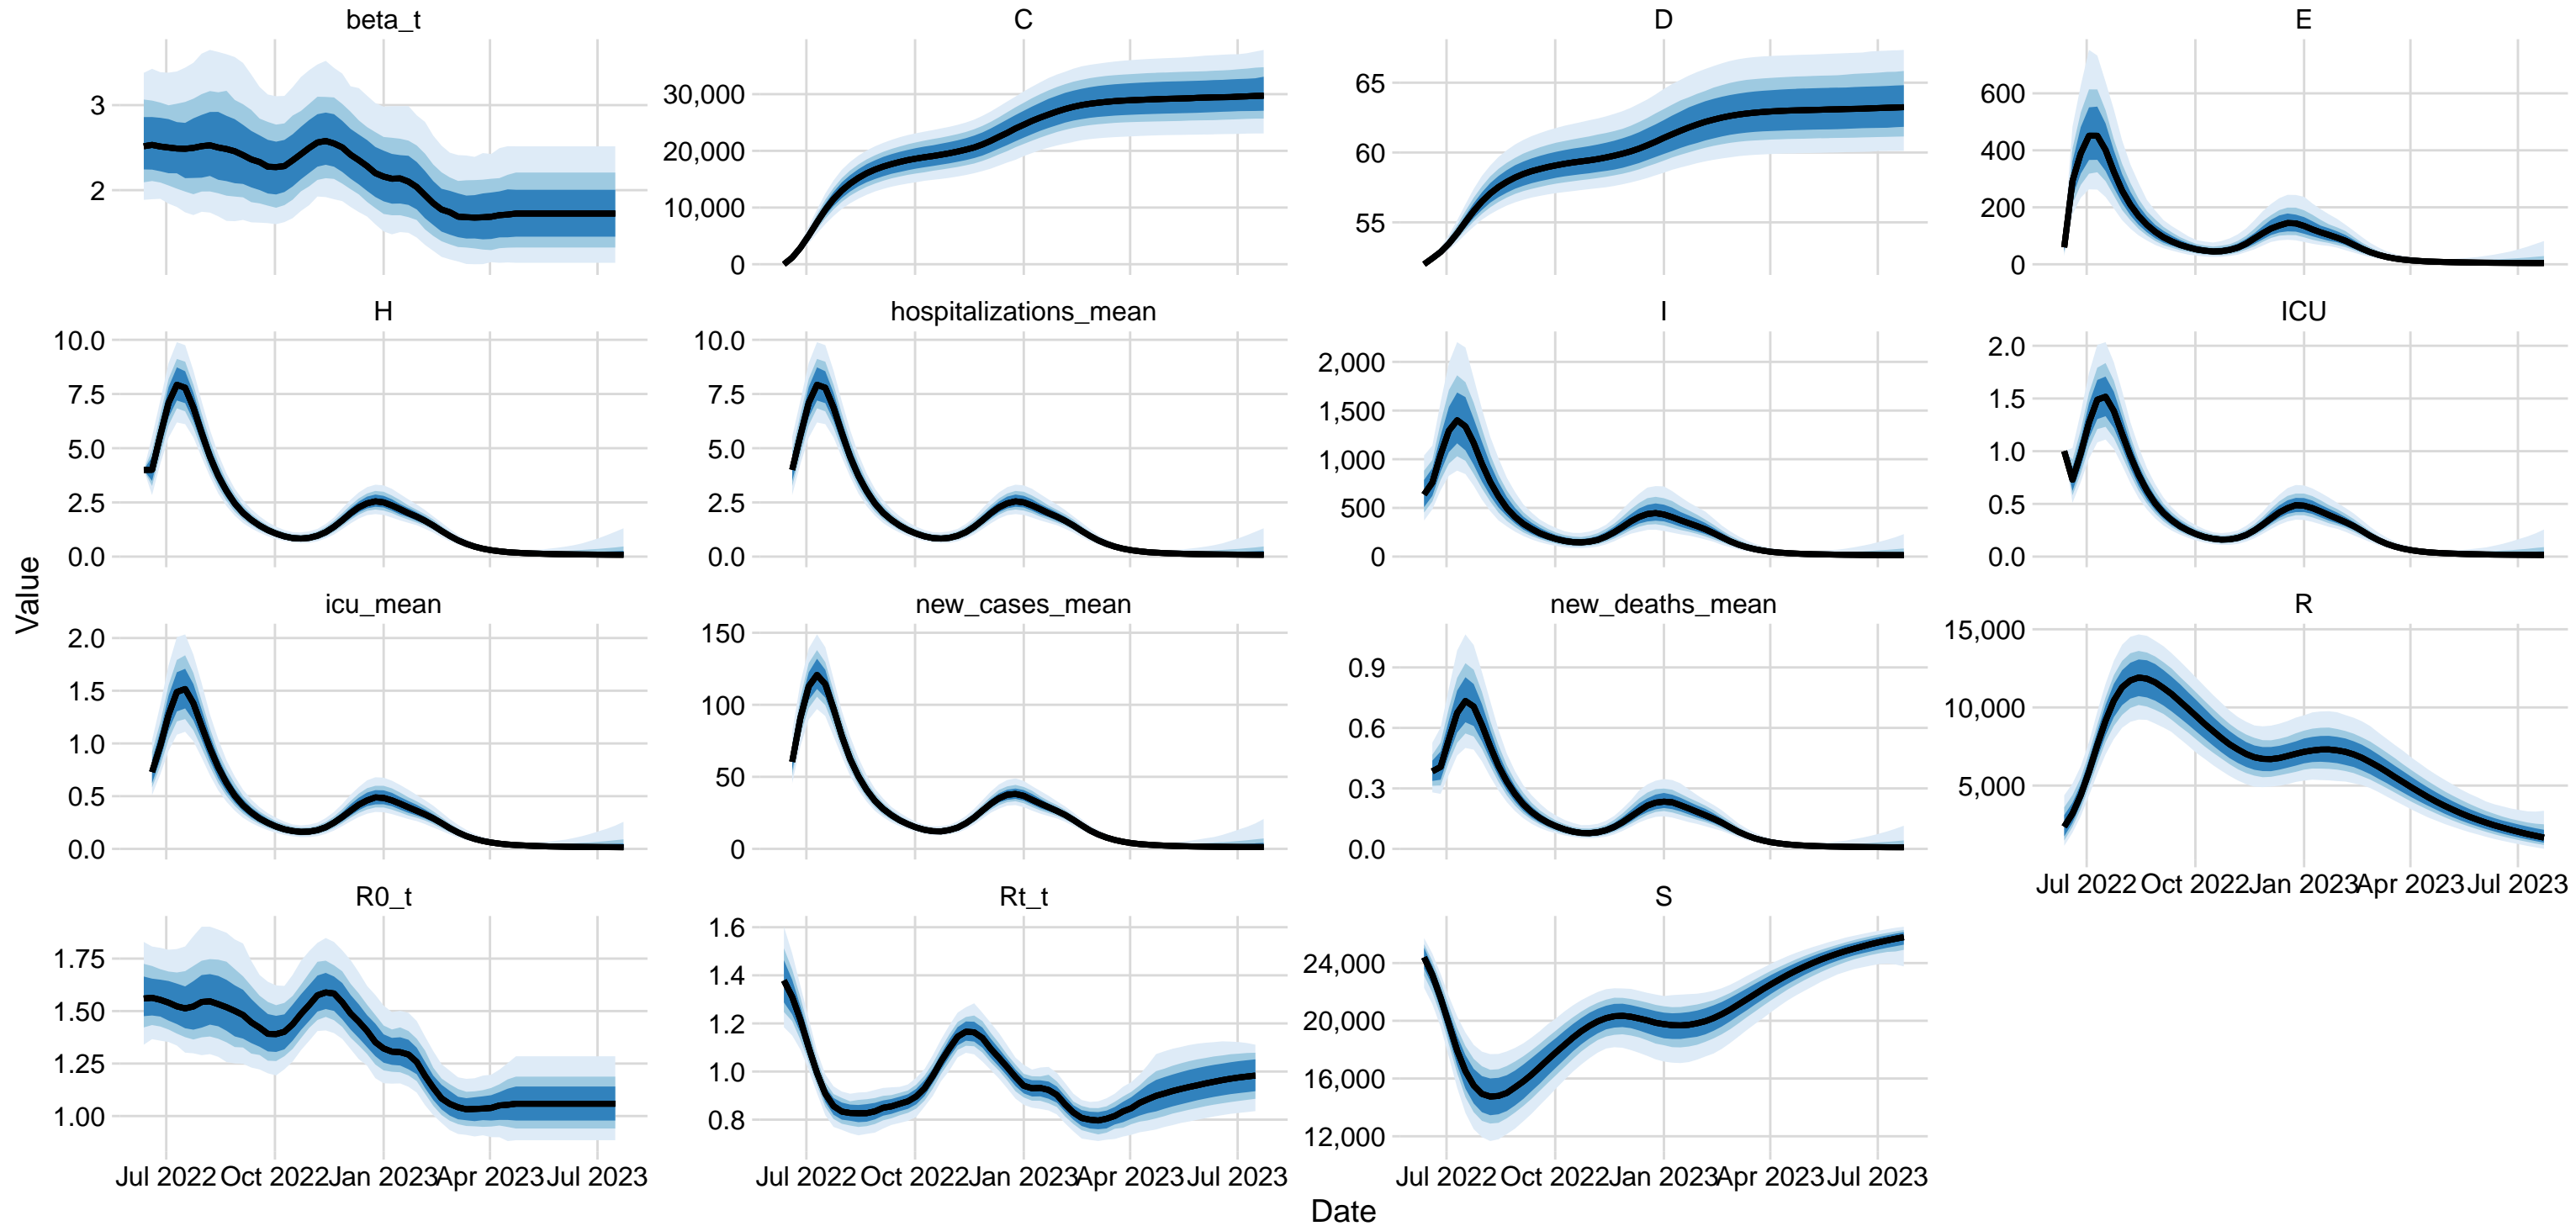 beta_t
C
D
E
3
2
30,000
20,000
10,000
0
65
60
55
600
400
200
0
H
hospitalizations_mean
I
ICU
10.0
7.5
5.0
2.5
0.0
10.0
7.5
5.0
2.5
0.0
2,000
1,500
1,000
500
0
2.0
1.5
1.0
0.5
0.0
Value
icu_mean
new_cases_mean
new_deaths_mean
R
2.0
1.5
1.0
0.5
0.0
150
100
50
0
0.9
0.6
0.3
0.0
15,000
10,000
5,000
Jul 2022 Oct 2022 Jan 2023 Apr 2023 Jul 2023
R0_t
Rt_t
S
1.75
1.50
1.25
1.00
1.6
1.4
1.2
1.0
0.8
24,000
20,000
16,000
12,000
Jul 2022 Oct 2022 Jan 2023 Apr 2023 Jul 2023
Jul 2022 Oct 2022 Jan 2023 Apr 2023 Jul 2023
Jul 2022 Oct 2022 Jan 2023 Apr 2023 Jul 2023
Date